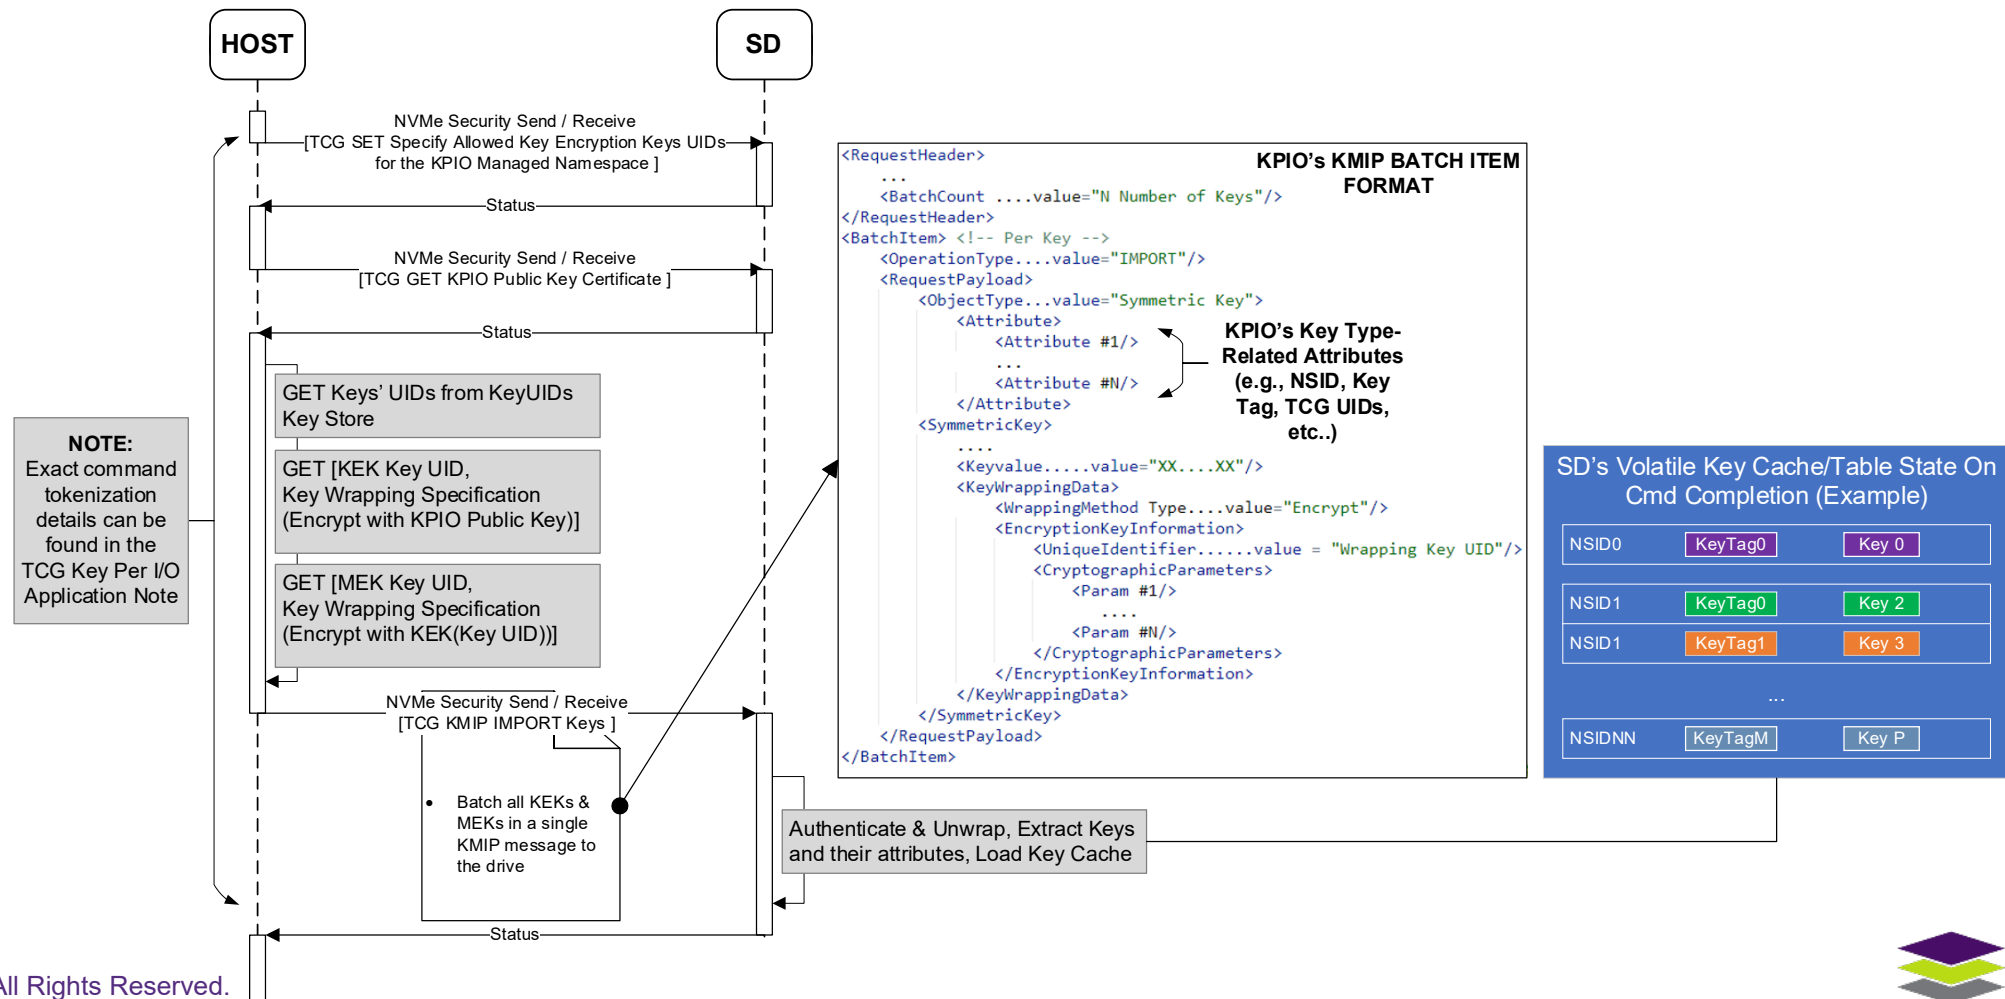 HOST
SD
NVMe Security Send / Receive
[TCG SET Specify Allowed Key Encryption Keys UIDs
for the KPIO Managed Namespace ]
Status
NVMe Security Send / Receive
[TCG GET KPIO Public Key Certificate ]
Status
GET Keys' UIDs from KeyUIDs
Key Store
GET [KEK Key UID,
Key Wrapping Specification
(Encrypt with KPIO Public Key)]
GET [MEK Key UID,
Key Wrapping Specification
(Encrypt with KEK(Key UID))]
NOTE:
Exact command
tokenization
details can be
found in the
TCG Key Per I/O
Application Note
NVMe Security Send / Receive
[TCG KMIP IMPORT Keys ]
• Batch all KEKs &
MEKs in a single
KMIP message to
the drive
Authenticate & Unwrap, Extract Keys
and their attributes, Load Key Cache
Status
KPIO's KMIP BATCH ITEM
FORMAT
<RequestHeader>
...
<BatchCount ....value="N Number of Keys"/>
</RequestHeader>
<BatchItem> <!-- Per Key -->
<OperationType....value="IMPORT"/>
<RequestPayload>
<ObjectType...value="Symmetric Key">
<Attribute>
<Attribute #1/>
...
<Attribute #N/>
</Attribute>
<SymmetricKey>
....
<Keyvalue.....value="XX....XX"/>
<KeyWrappingData>
<WrappingMethod Type....value="Encrypt"/>
<EncryptionKeyInformation>
<UniqueIdentifier......value = "Wrapping Key UID"/>
<CryptographicParameters>
<Param #1/>
....
<Param #N/>
</CryptographicParameters>
</EncryptionKeyInformation>
</KeyWrappingData>
</SymmetricKey>
</RequestPayload>
</BatchItem>
KPIO's Key Type-
Related Attributes
(e.g., NSID, Key
Tag, TCG UIDs,
etc..)
SD's Volatile Key Cache/Table State On
Cmd Completion (Example)
NSID0 KeyTag0 Key 0
NSID1 KeyTag0 Key 2
NSID1 KeyTag1 Key 3
...
NSIDNN KeyTagM Key P
All Rights Reserved.